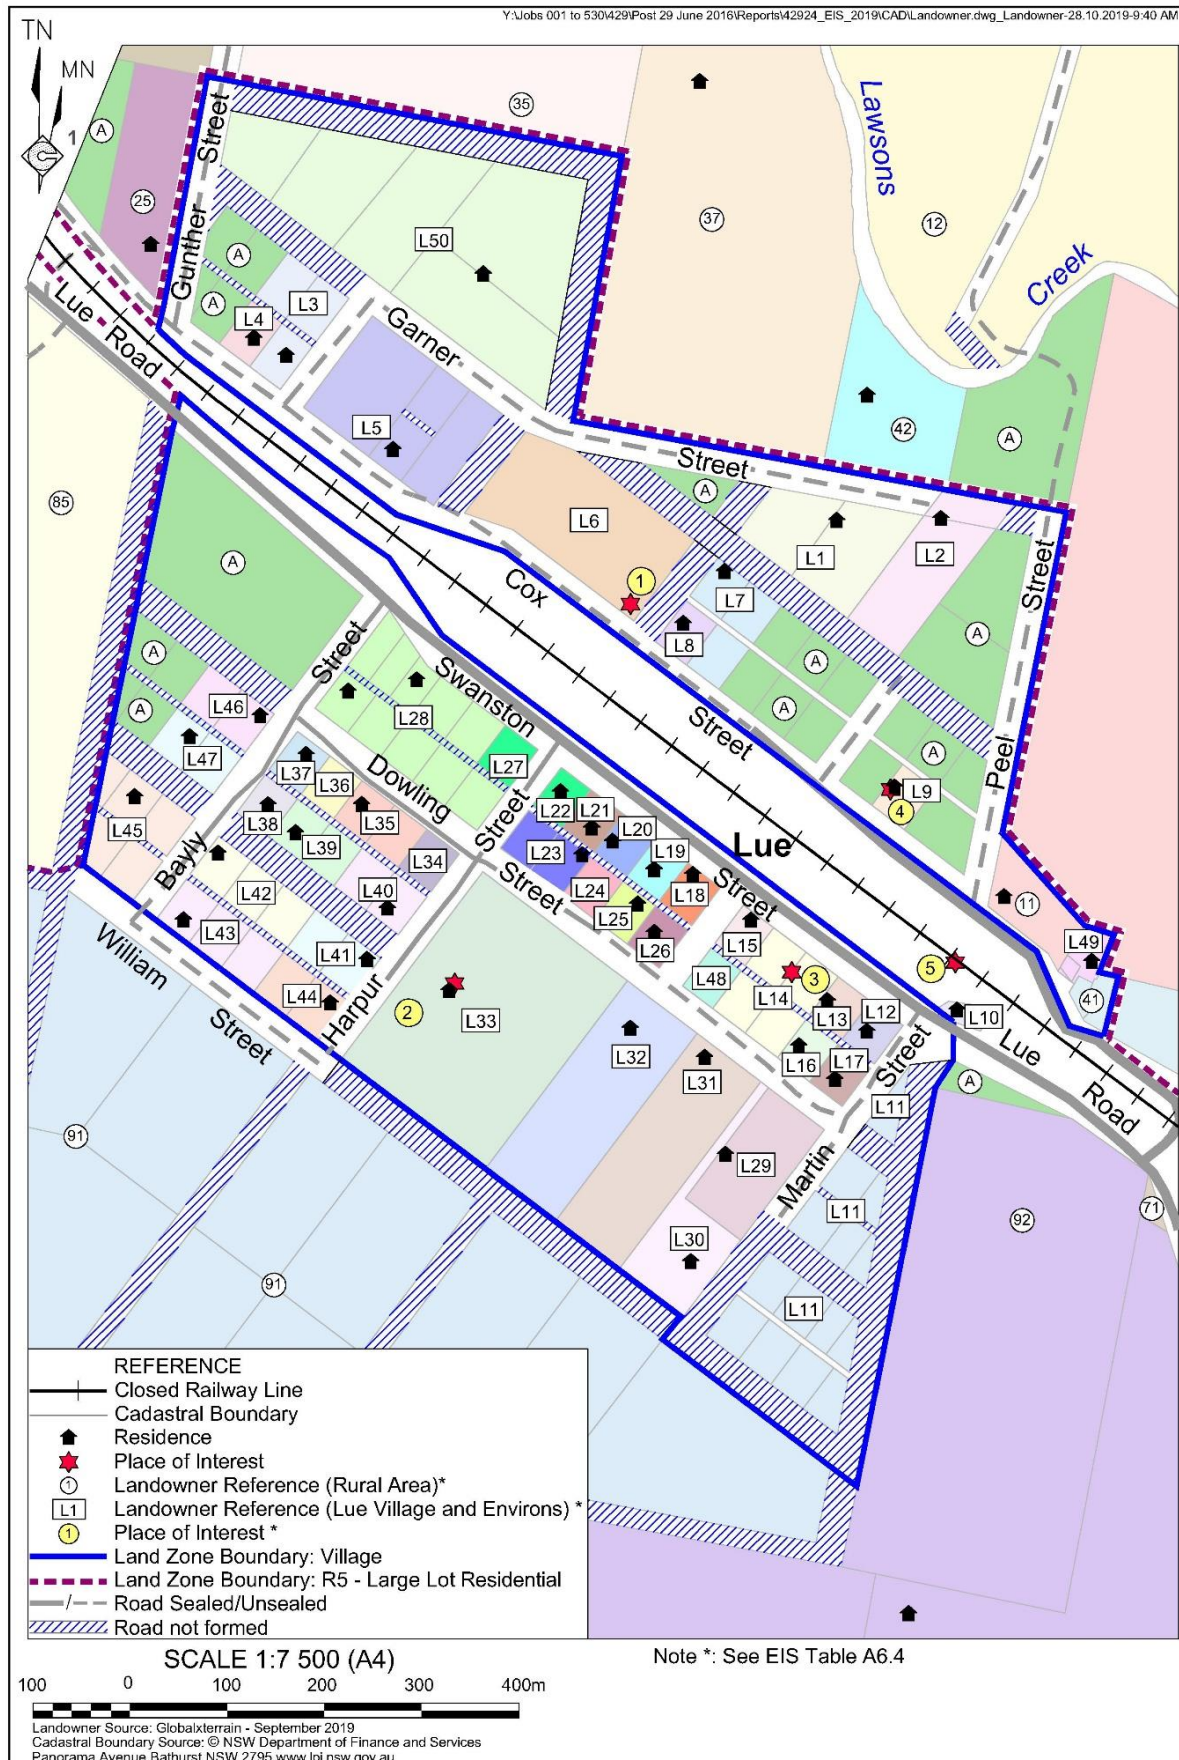 Y:\Jobs 001 to 530\429\Post 29 June 2016\Reports\42924_EIS_2019\CAD\Landowner.dwg_Landowner-28.10.2019-9:40 AM
TN
MN
1
A
25
35
37
12
Lawsons
Creek
Gunther Street
A
A
L3
L4
L50
Garner
Street
L5
42
A
Lue Road
85
L6
1
A
L1
L2
L7
L8
A
A
A
A
Peel Street
Cox
Street
A
A
A
L46
L47
L45
Street
Bayly
L28
Swanston
Street
L27
Dowling
Street
L37
L36
L35
L38
L39
L34
L40
L42
L43
L41
L44
Harpur
Street
L22
L21
L20
L19
L18
L23
L24
L25
L26
Lue
L9
4
11
L49
41
5
L10
Lue
Road
L15
L48
L14
3
L13
L12
L16
L17
Street
Martin
L11
A
2
L33
L32
L31
L29
L30
L11
L11
William
Street
91
91
92
71
REFERENCE
Closed Railway Line
Cadastral Boundary
Residence
Place of Interest
1 Landowner Reference (Rural Area)*
L1 Landowner Reference (Lue Village and Environs) *
1 Place of Interest *
Land Zone Boundary: Village
Land Zone Boundary: R5 - Large Lot Residential
/ Road Sealed/Unsealed
Road not formed
SCALE 1:7 500 (A4)
Note *: See EIS Table A6.4
100 0 100 200 300 400m
Landowner Source: Globalxterrain - September 2019
Cadastral Boundary Source: © NSW Department of Finance and Services
Panorama Avenue Bathurst NSW 2795 www.lpi.nsw.gov.au